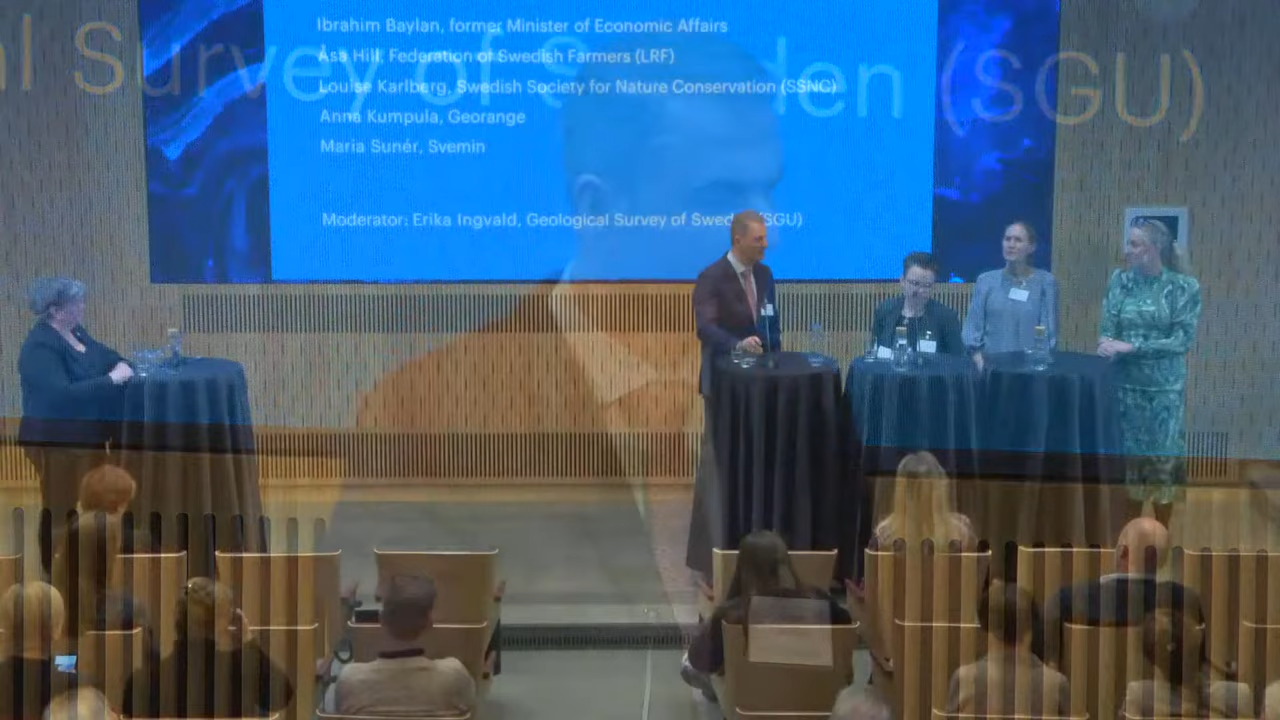 Ibrahim Baylan, former Minister of Economic Affairs
Åsa Hill, Federation of Swedish Farmers (LRF)
Louise Karlberg, Swedish Society for Nature Conservation (SSNC)
Anna Kumpula, Georange
Maria Sunér, Svemin
Moderator: Erika Ingvald, Geological Survey of Sweden (SGU)
Survey of (SGU)